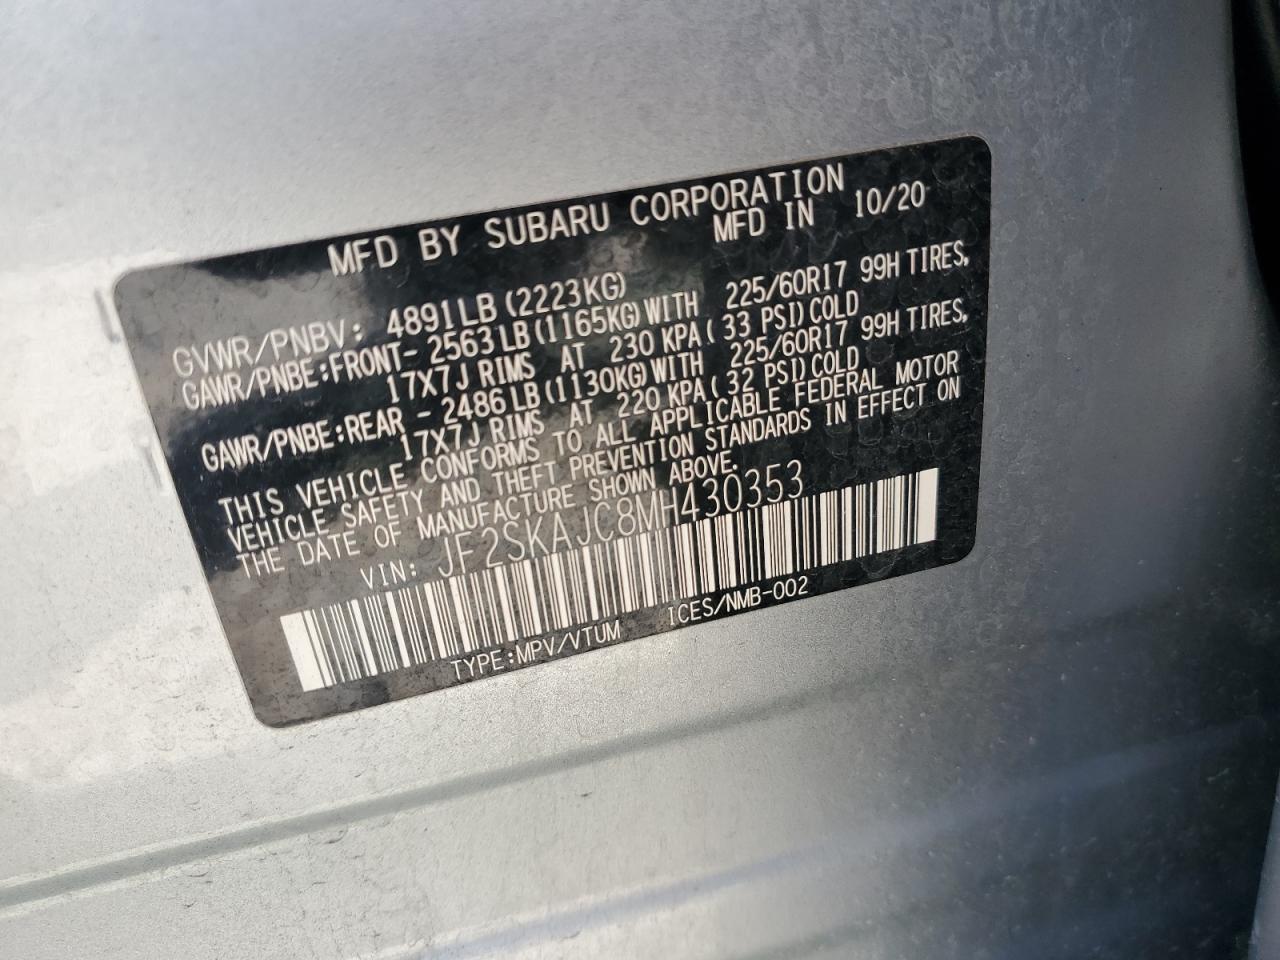 MFD BY SUBARU CORPORATION
MFD IN 10/20
GVWR/PNBV: 4891LB (2223KG)
GAWR/PNBE:FRONT- 2563LB(1165KG)WITH 225/60R17 99H TIRES,
17X7J RIMS AT 230 KPA( 33 PSI)COLD
GAWR/PNBE:REAR - 2486LB(1130KG)WITH 225/60R17 99H TIRES,
17X7J RIMS AT 220 KPA( 32 PSI)COLD
THIS VEHICLE CONFORMS TO ALL APPLICABLE FEDERAL MOTOR
VEHICLE SAFETY AND THEFT PREVENTION STANDARDS IN EFFECT ON
THE DATE OF MANUFACTURE SHOWN ABOVE.
VIN: JF2SKAJC8MH430353
TYPE:MPV/VTUM ICES/NMB-002